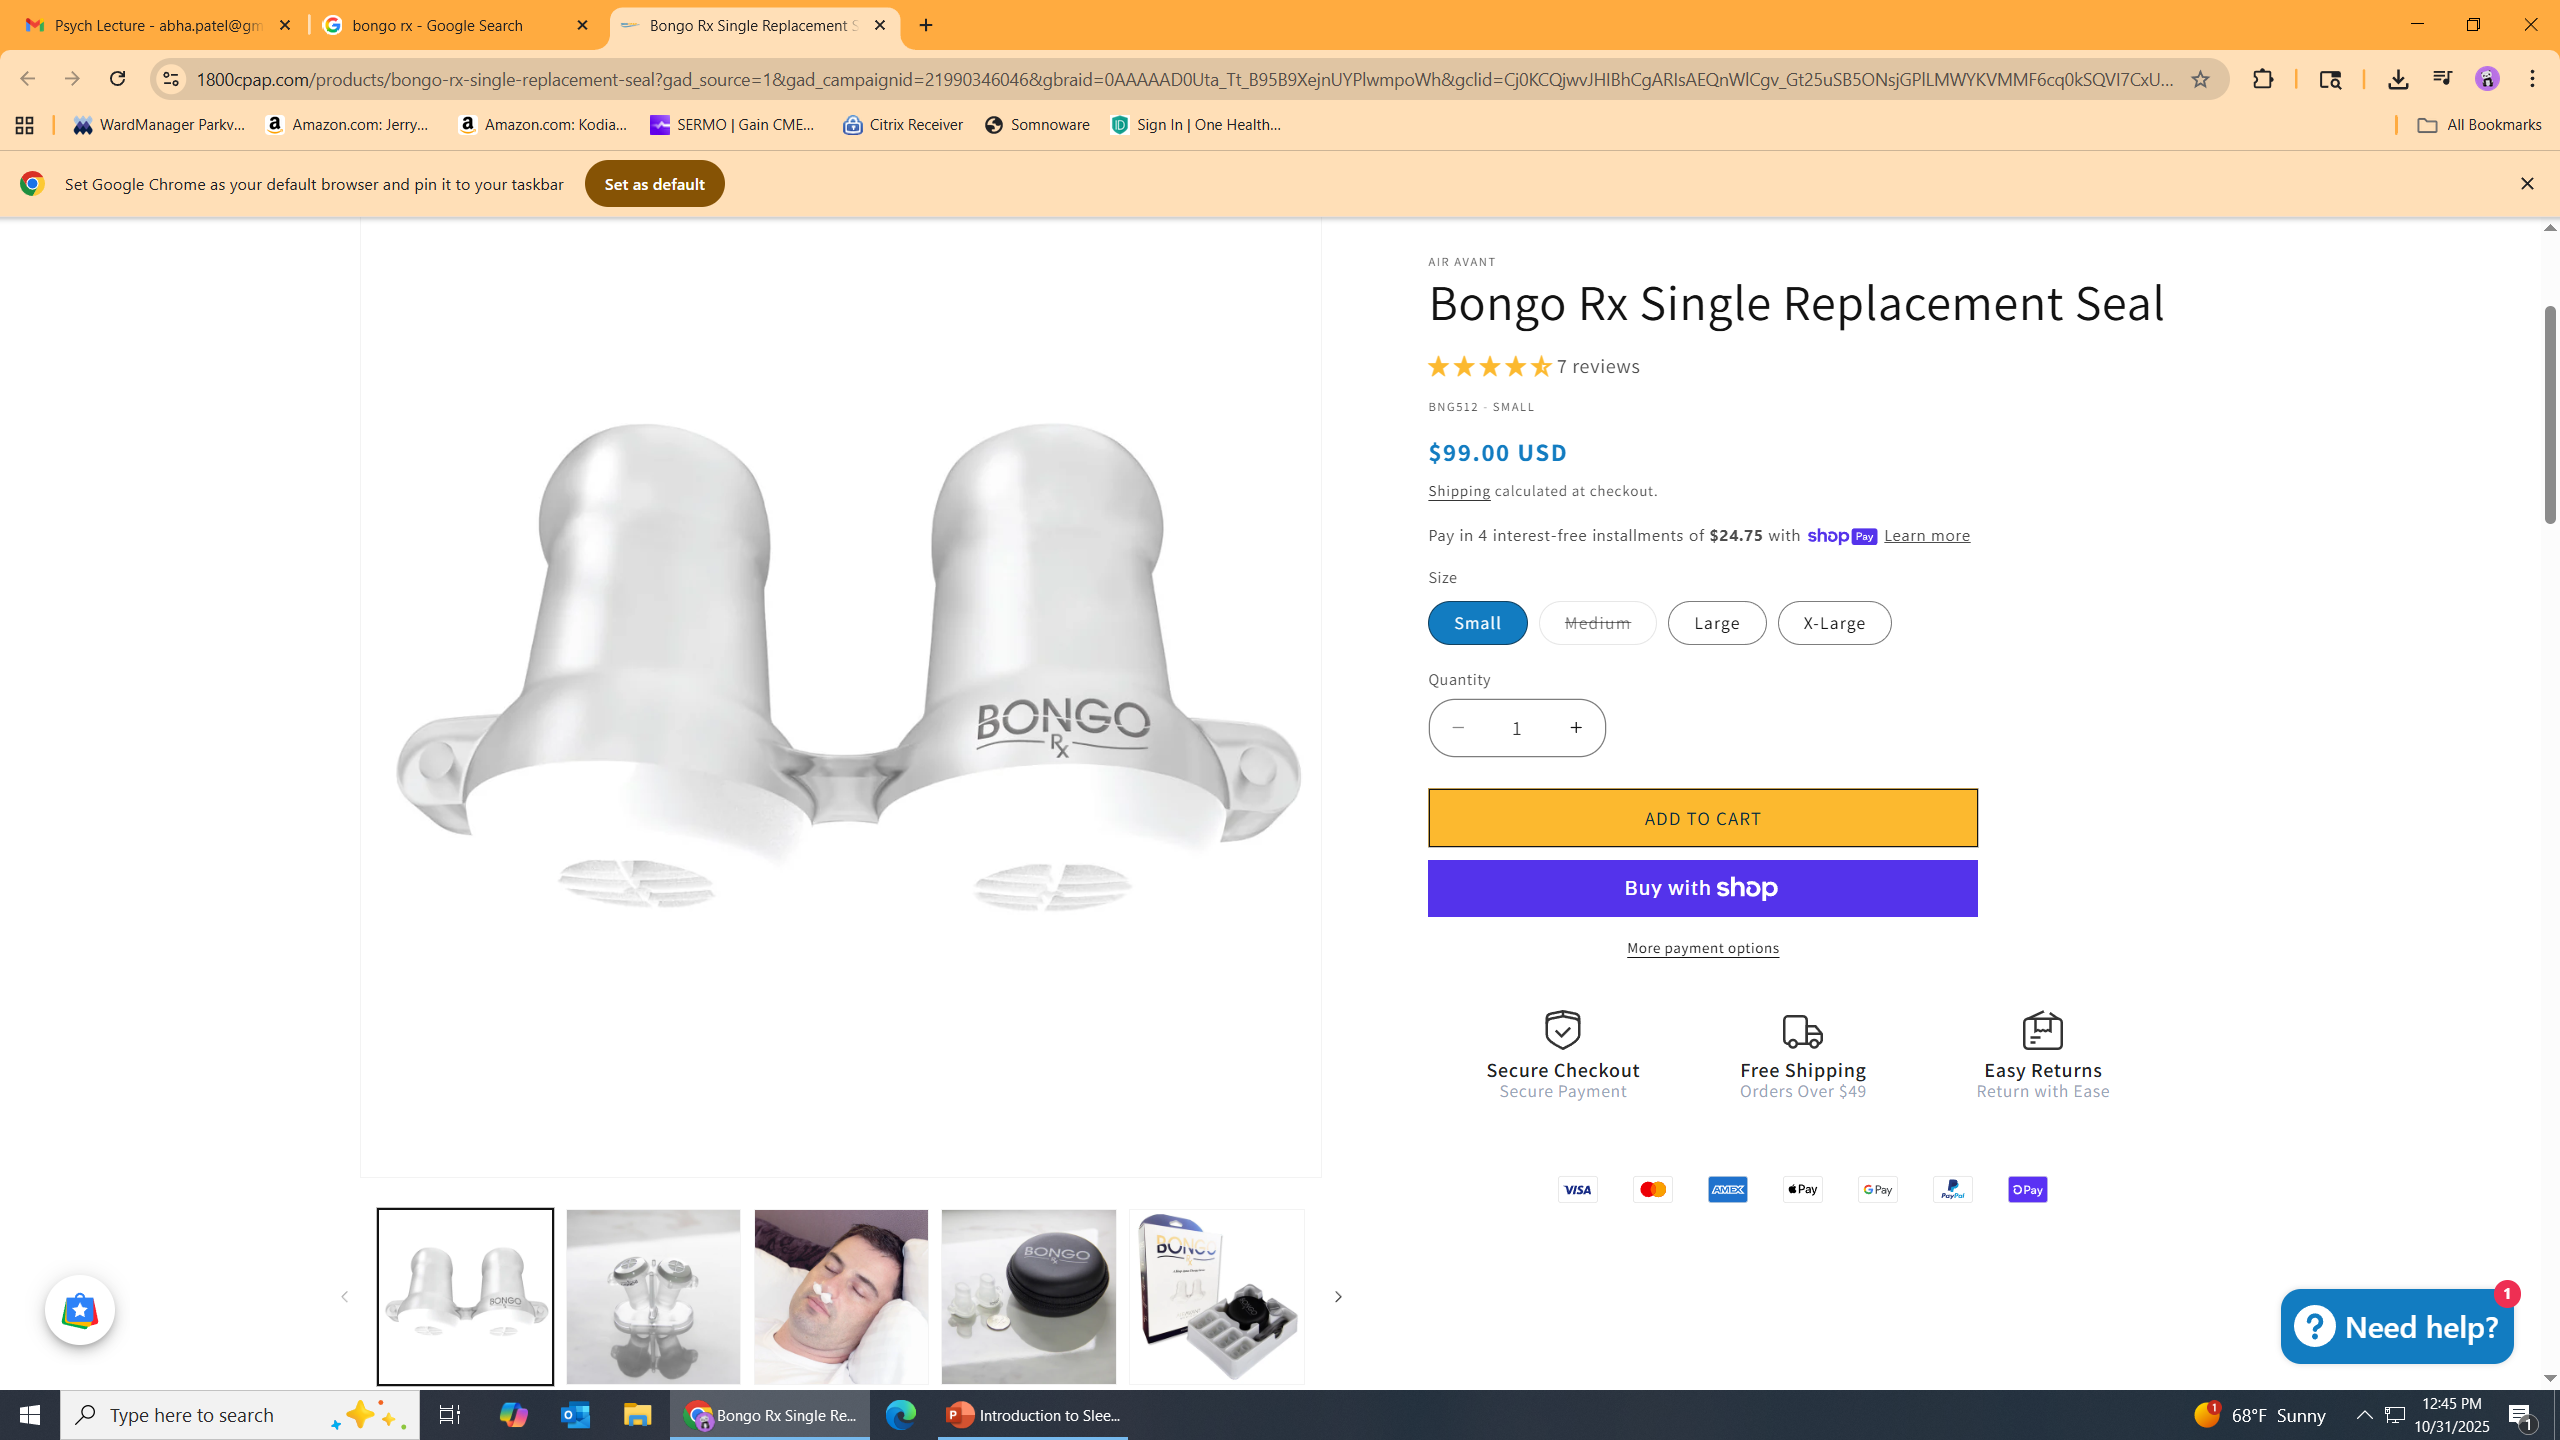 Psych Lecture - abha.patel@gm
bongo rx - Google Search
Bongo Rx Single Replacement S
1800cpap.com/products/bongo-rx-single-replacement-seal?gad_source=1&gad_campaignid=21990346046&gbraid=0AAAAAD0Uta_Tt_B95B9XejnUYPlwmpoWh&gclid=Cj0KCQjwvJHIBhCgARIsAEQnWlCgv_Gt25uSB5ONsjGPlLMWYKVMMF6cq0kSQVI7CxU...
WardManager Parkv...
Amazon.com: Jerry...
Amazon.com: Kodia...
SERMO | Gain CME...
Citrix Receiver
Somnoware
Sign In | One Health...
All Bookmarks
Set Google Chrome as your default browser and pin it to your taskbar
Set as default
AIR AVANT
Bongo Rx Single Replacement Seal
7 reviews
BNG512 · SMALL
$99.00 USD
Shipping calculated at checkout.
Pay in 4 interest-free installments of $24.75 with shop Pay Learn more
Size
Small
Medium
Large
X-Large
Quantity
1
ADD TO CART
Buy with shop
More payment options
Secure Checkout
Secure Payment
Free Shipping
Orders Over $49
Easy Returns
Return with Ease
VISA
AMEX
Pay
G Pay
PayPal
Pay
BONGO
Rx
BONGO
BONGO
BONGO
BONGO
Need help?
1
Type here to search
Bongo Rx Single Re...
Introduction to Slee...
1
68°F Sunny
12:45 PM
10/31/2025
1